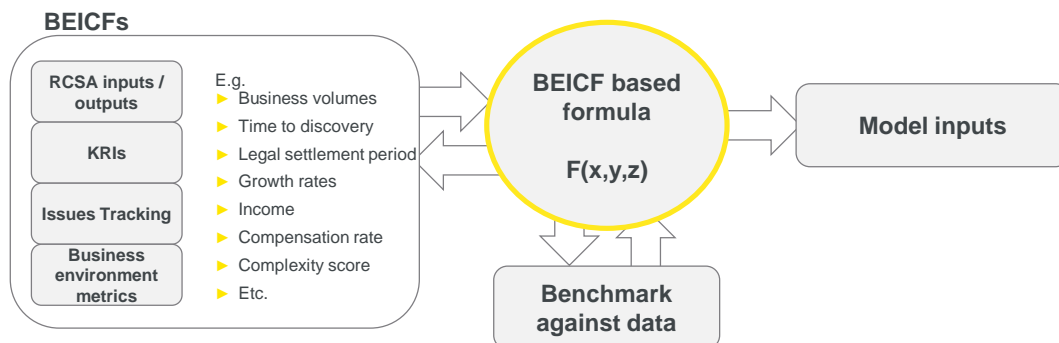 BEICFs
RCSA inputs /
outputs
KRIs
Issues Tracking
Business
environment
metrics
E.g.
► Business volumes
► Time to discovery
► Legal settlement period
► Growth rates
► Income
► Compensation rate
► Complexity score
► Etc.
BEICF based
formula
F(x,y,z)
Model inputs
Benchmark
against data